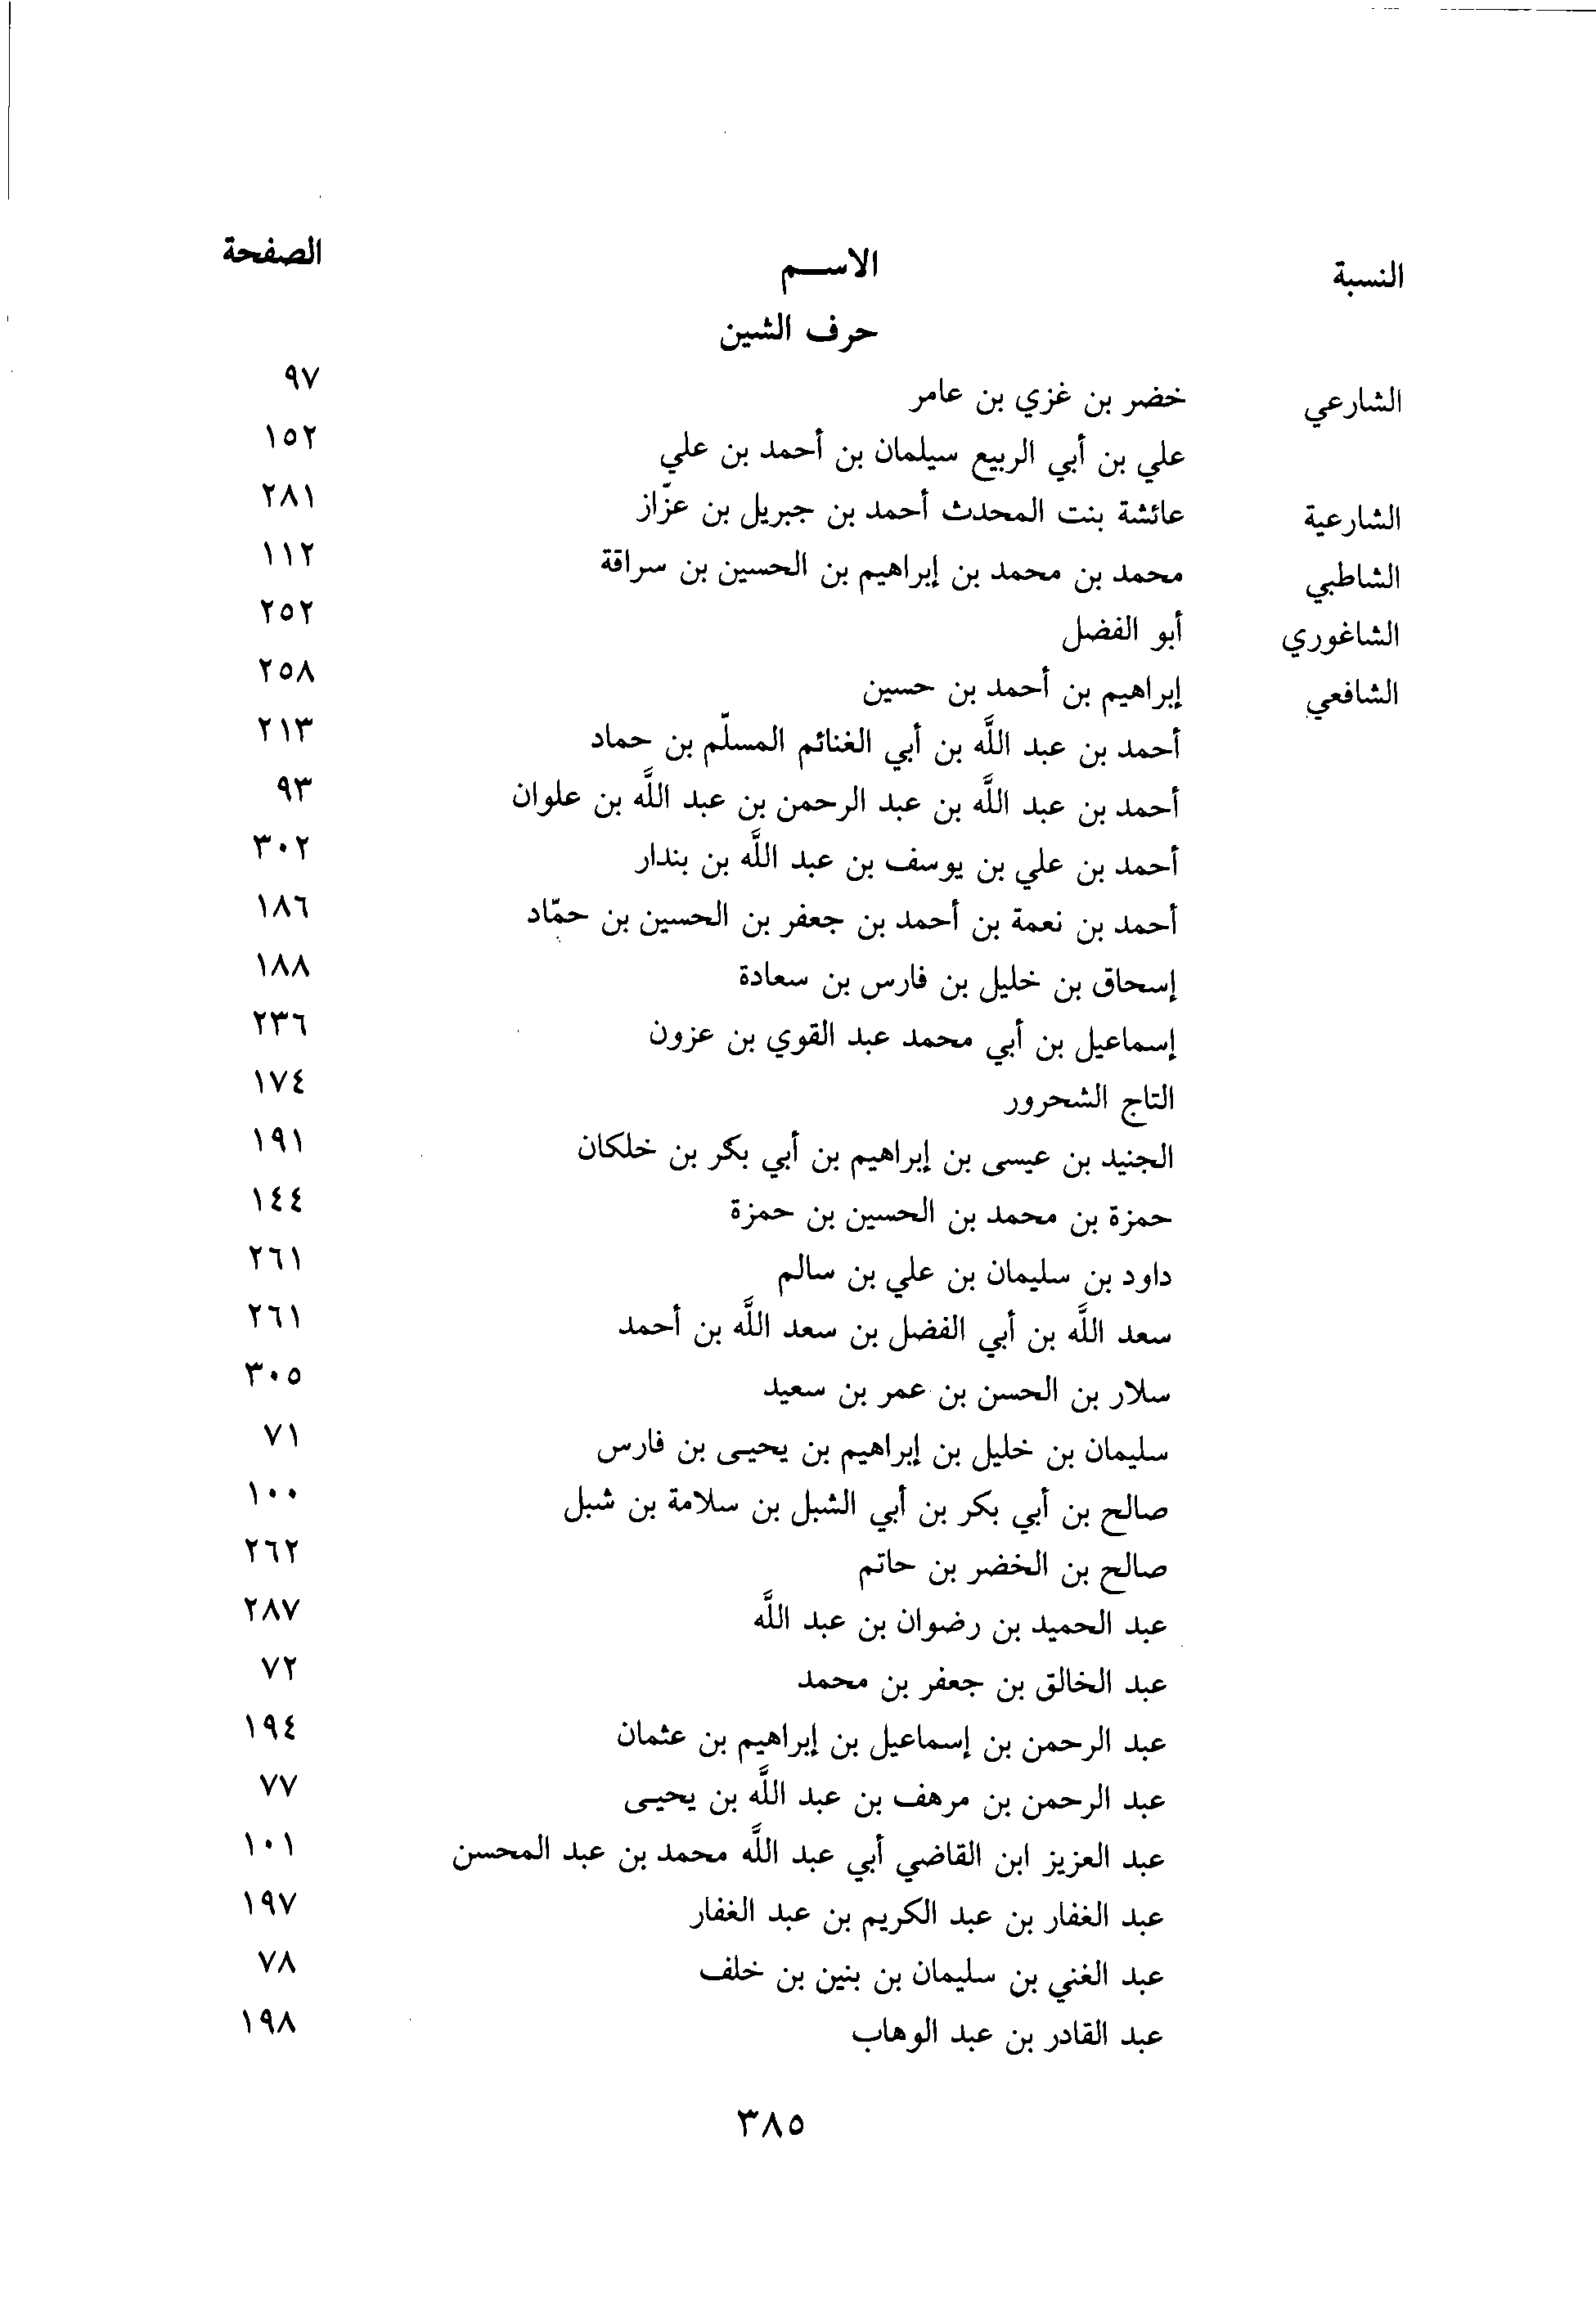 النسبة الاســم الصفحة
حرف الشين
الشارعي خضر بن غزي بن عامر ٩٧
علي بن أبي الربيع سيلمان بن أحمد بن علي ١٥٢
الشارعية عائشة بنت المحدث أحمد بن جبريل بن عزّاز ٢٨١
الشاطبي محمد بن محمد بن إبراهيم بن الحسين بن سراقة ١١٢
الشاغوري أبو الفضل ٢٥٢
الشافعي إبراهيم بن أحمد بن حسين ٢٥٨
أحمد بن عبد اللَّه بن أبي الغنائم المسلّم بن حماد ٢١٣
أحمد بن عبد اللَّه بن عبد الرحمن بن عبد اللَّه بن علوان ٩٣
أحمد بن علي بن يوسف بن عبد اللَّه بن بندار ٣٠٢
أحمد بن نعمة بن أحمد بن جعفر بن الحسين بن حمّاد ١٨٦
إسحاق بن خليل بن فارس بن سعادة ١٨٨
إسماعيل بن أبي محمد عبد القوي بن عزون ٢٣٦
التاج الشحرور ١٧٤
الجنيد بن عيسى بن إبراهيم بن أبي بكر بن خلكان ١٩١
حمزة بن محمد بن الحسين بن حمزة ١٤٤
داود بن سليمان بن علي بن سالم ٢٦١
سعد اللَّه بن أبي الفضل بن سعد اللَّه بن أحمد ٢٦١
سلار بن الحسن بن عمر بن سعيد ٣٠٥
سليمان بن خليل بن إبراهيم بن يحيـى بن فارس ٧١
صالح بن أبي بكر بن أبي الشبل بن سلامة بن شبل ١٠٠
صالح بن الخضر بن حاتم ٢٦٢
عبد الحميد بن رضوان بن عبد اللَّه ٢٨٧
عبد الخالق بن جعفر بن محمد ٧٢
عبد الرحمن بن إسماعيل بن إبراهيم بن عثمان ١٩٤
عبد الرحمن بن مرهف بن عبد اللَّه بن يحيـى ٧٧
عبد العزيز ابن القاضي أبي عبد اللَّه محمد بن عبد المحسن ١٠١
عبد الغفار بن عبد الكريم بن عبد الغفار ١٩٧
عبد الغني بن سليمان بن بنين بن خلف ٧٨
عبد القادر بن عبد الوهاب ١٩٨
٣٨٥